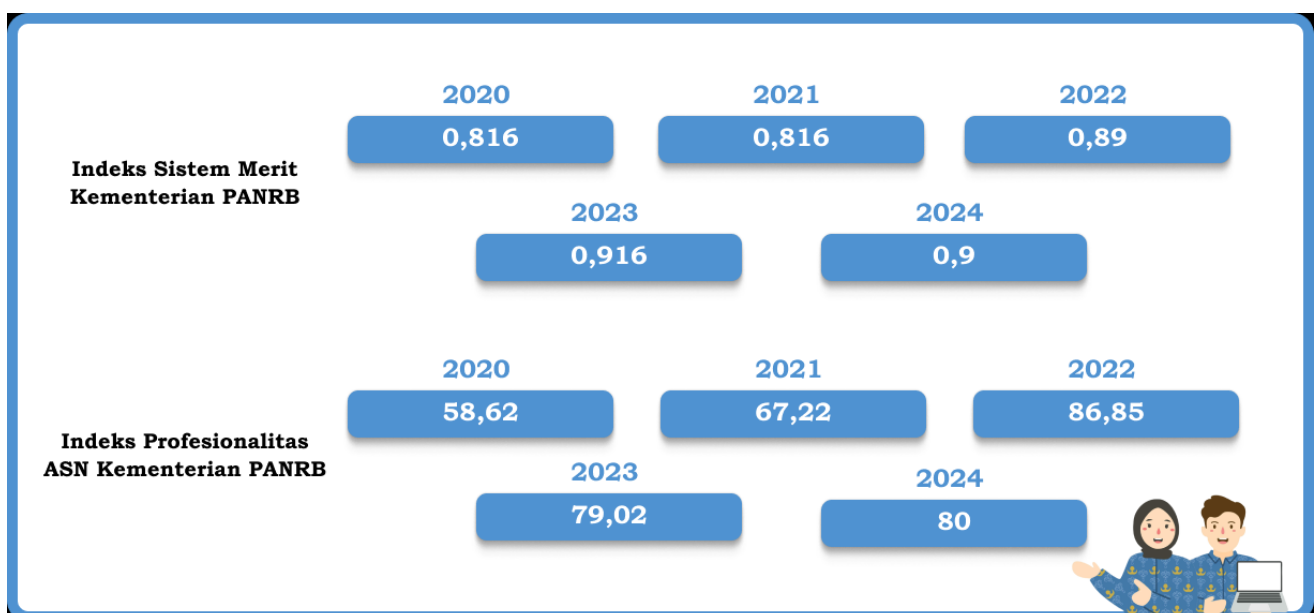 2020 2021 2022
0,816 0,816 0,89
Indeks Sistem Merit
Kementerian PANRB
2023 2024
0,916 0,9
2020 2021 2022
58,62 67,22 86,85
Indeks Profesionalitas
ASN Kementerian PANRB
2023 2024
79,02 80